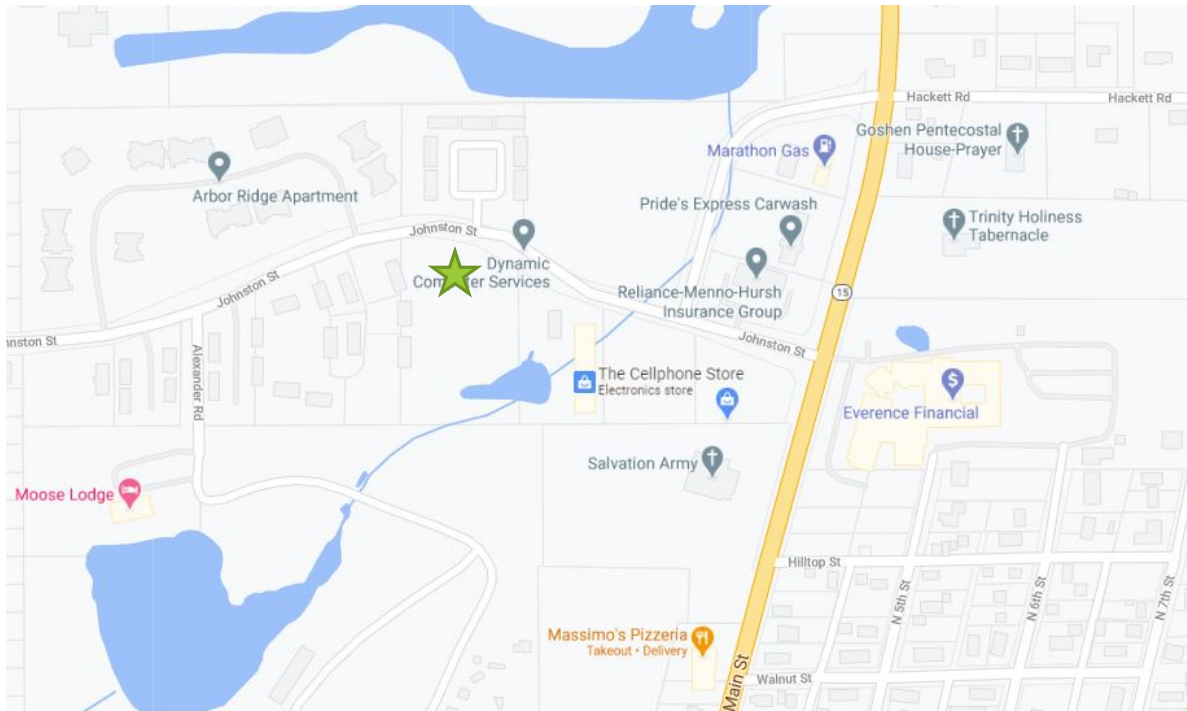 Hackett Rd
Hackett Rd
Goshen Pentecostal
House-Prayer
Marathon Gas
Arbor Ridge Apartment
Pride's Express Carwash
Trinity Holiness
Tabernacle
Johnston St
Dynamic
Computer Services
Johnston St
Reliance-Menno-Hursh
Insurance Group
15
Johnston St
nnston St
Alexander Rd
The Cellphone Store
Electronics store
Everence Financial
$
Salvation Army
Moose Lodge
Hilltop St
N 5th St
N 6th St
N 7th St
Massimo's Pizzeria
Takeout • Delivery
Main St
Walnut St